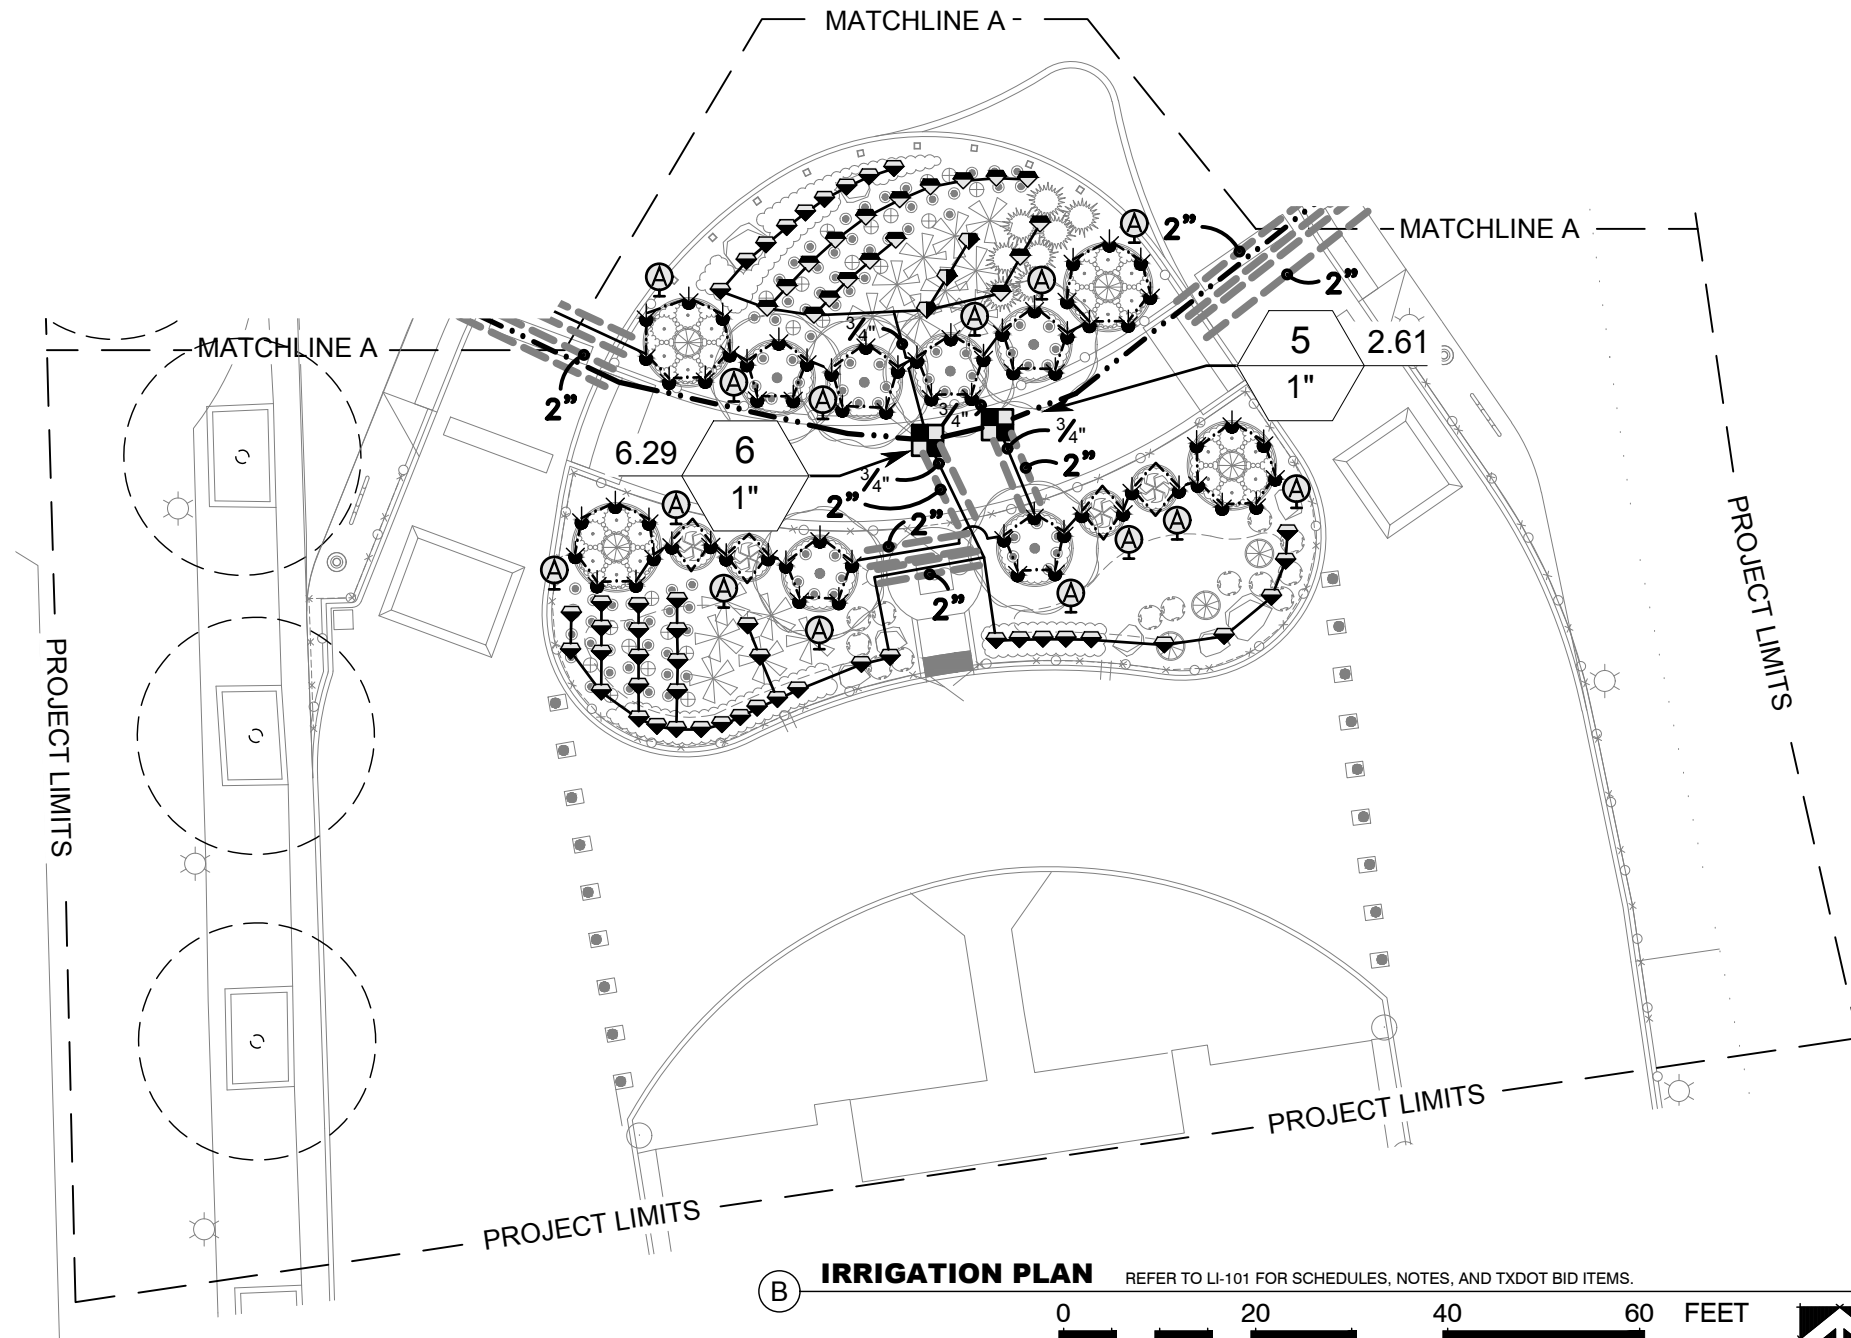 MATCHLINE A
A
2”
MATCHLINE A
A
A
2”
3/4"
A
5
2.61
1"
MATCHLINE A
A
A
2”
3/4"
3/4"
2”
6.29
6
1"
3/4"
2”
2”
A
A
A
A
A
A
A
2”
A
PROJECT LIMITS
PROJECT LIMITS
PROJECT LIMITS
PROJECT LIMITS
B
IRRIGATION PLAN
REFER TO LI-101 FOR SCHEDULES, NOTES, AND TXDOT BID ITEMS.
0 20 40 60 FEET